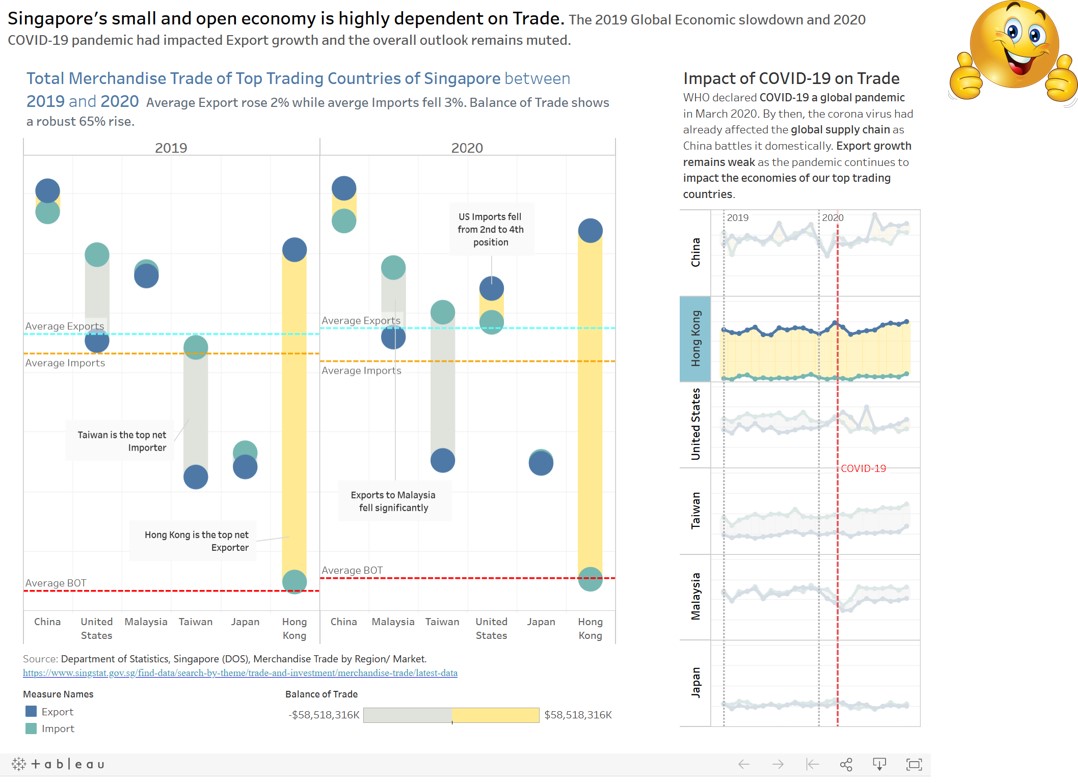 Singapore's small and open economy is highly dependent on Trade. The 2019 Global Economic slowdown and 2020
COVID-19 pandemic had impacted Export growth and the overall outlook remains muted.
Total Merchandise Trade of Top Trading Countries of Singapore between
2019 and 2020 Average Export rose 2% while averge Imports fell 3%. Balance of Trade shows
a robust 65% rise.
2019
2020
US Imports fell
from 2nd to 4th
position
Average Exports
Average Exports
Average Imports
Average Imports
Taiwan is the top net
Importer
Exports to Malaysia
fell significantly
Hong Kong is the top net
Exporter
Average BOT
Average BOT
China
United
States
Malaysia
Taiwan
Japan
Hong
Kong
China
Malaysia
Taiwan
United
States
Japan
Hong
Kong
Source: Department of Statistics, Singapore (DOS), Merchandise Trade by Region/ Market.
https://www.singstat.gov.sg/find-data/search-by-theme/trade-and-investment/merchandise-trade/latest-data
Measure Names
Export
Import
Balance of Trade
-$58,518,316K
$58,518,316K
Impact of COVID-19 on Trade
WHO declared COVID-19 a global pandemic
in March 2020. By then, the corona virus had
already affected the global supply chain as
China battles it domestically. Export growth
remains weak as the pandemic continues to
impact the economies of our top trading
countries.
2019
2020
China
Hong Kong
United States
COVID-19
Taiwan
Malaysia
Japan
+ableau